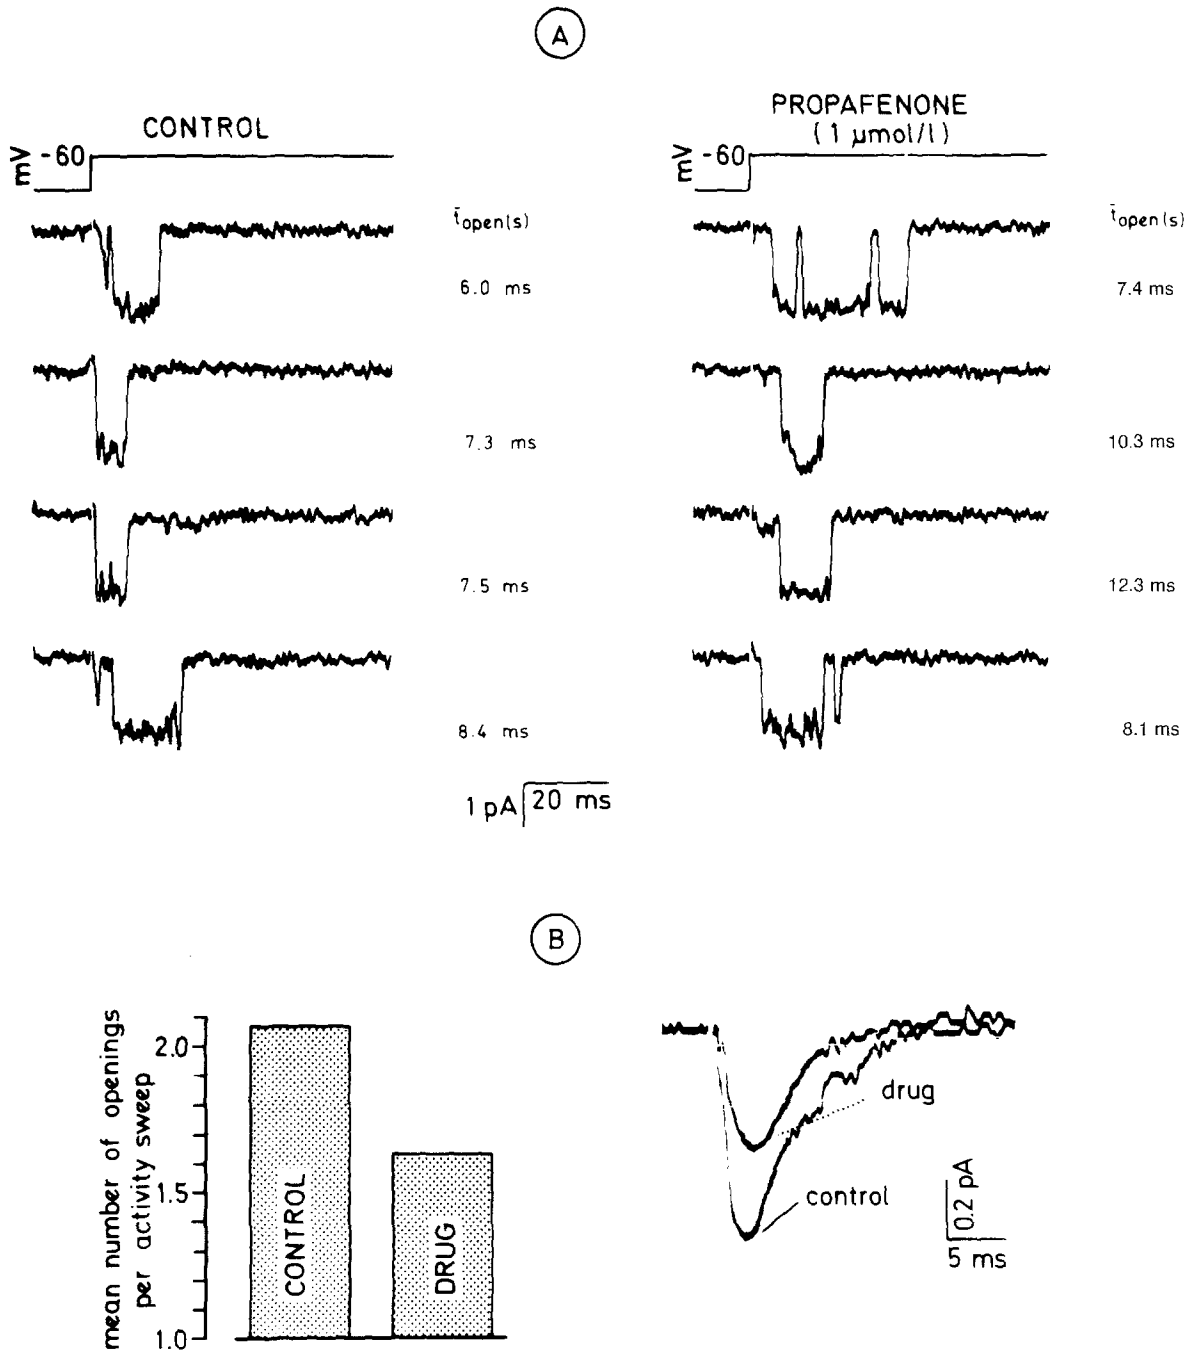 A
CONTROL
mV -60
t̄open(s)
6.0 ms
7.3 ms
7.5 ms
8.4 ms
PROPAFENONE
(1 μmol/l)
mV -60
t̄open(s)
7.4 ms
10.3 ms
12.3 ms
8.1 ms
1 pA 20 ms
B
mean number of openings
per activity sweep
2.0
1.5
1.0
CONTROL
DRUG
drug
control
0.2 pA
5 ms